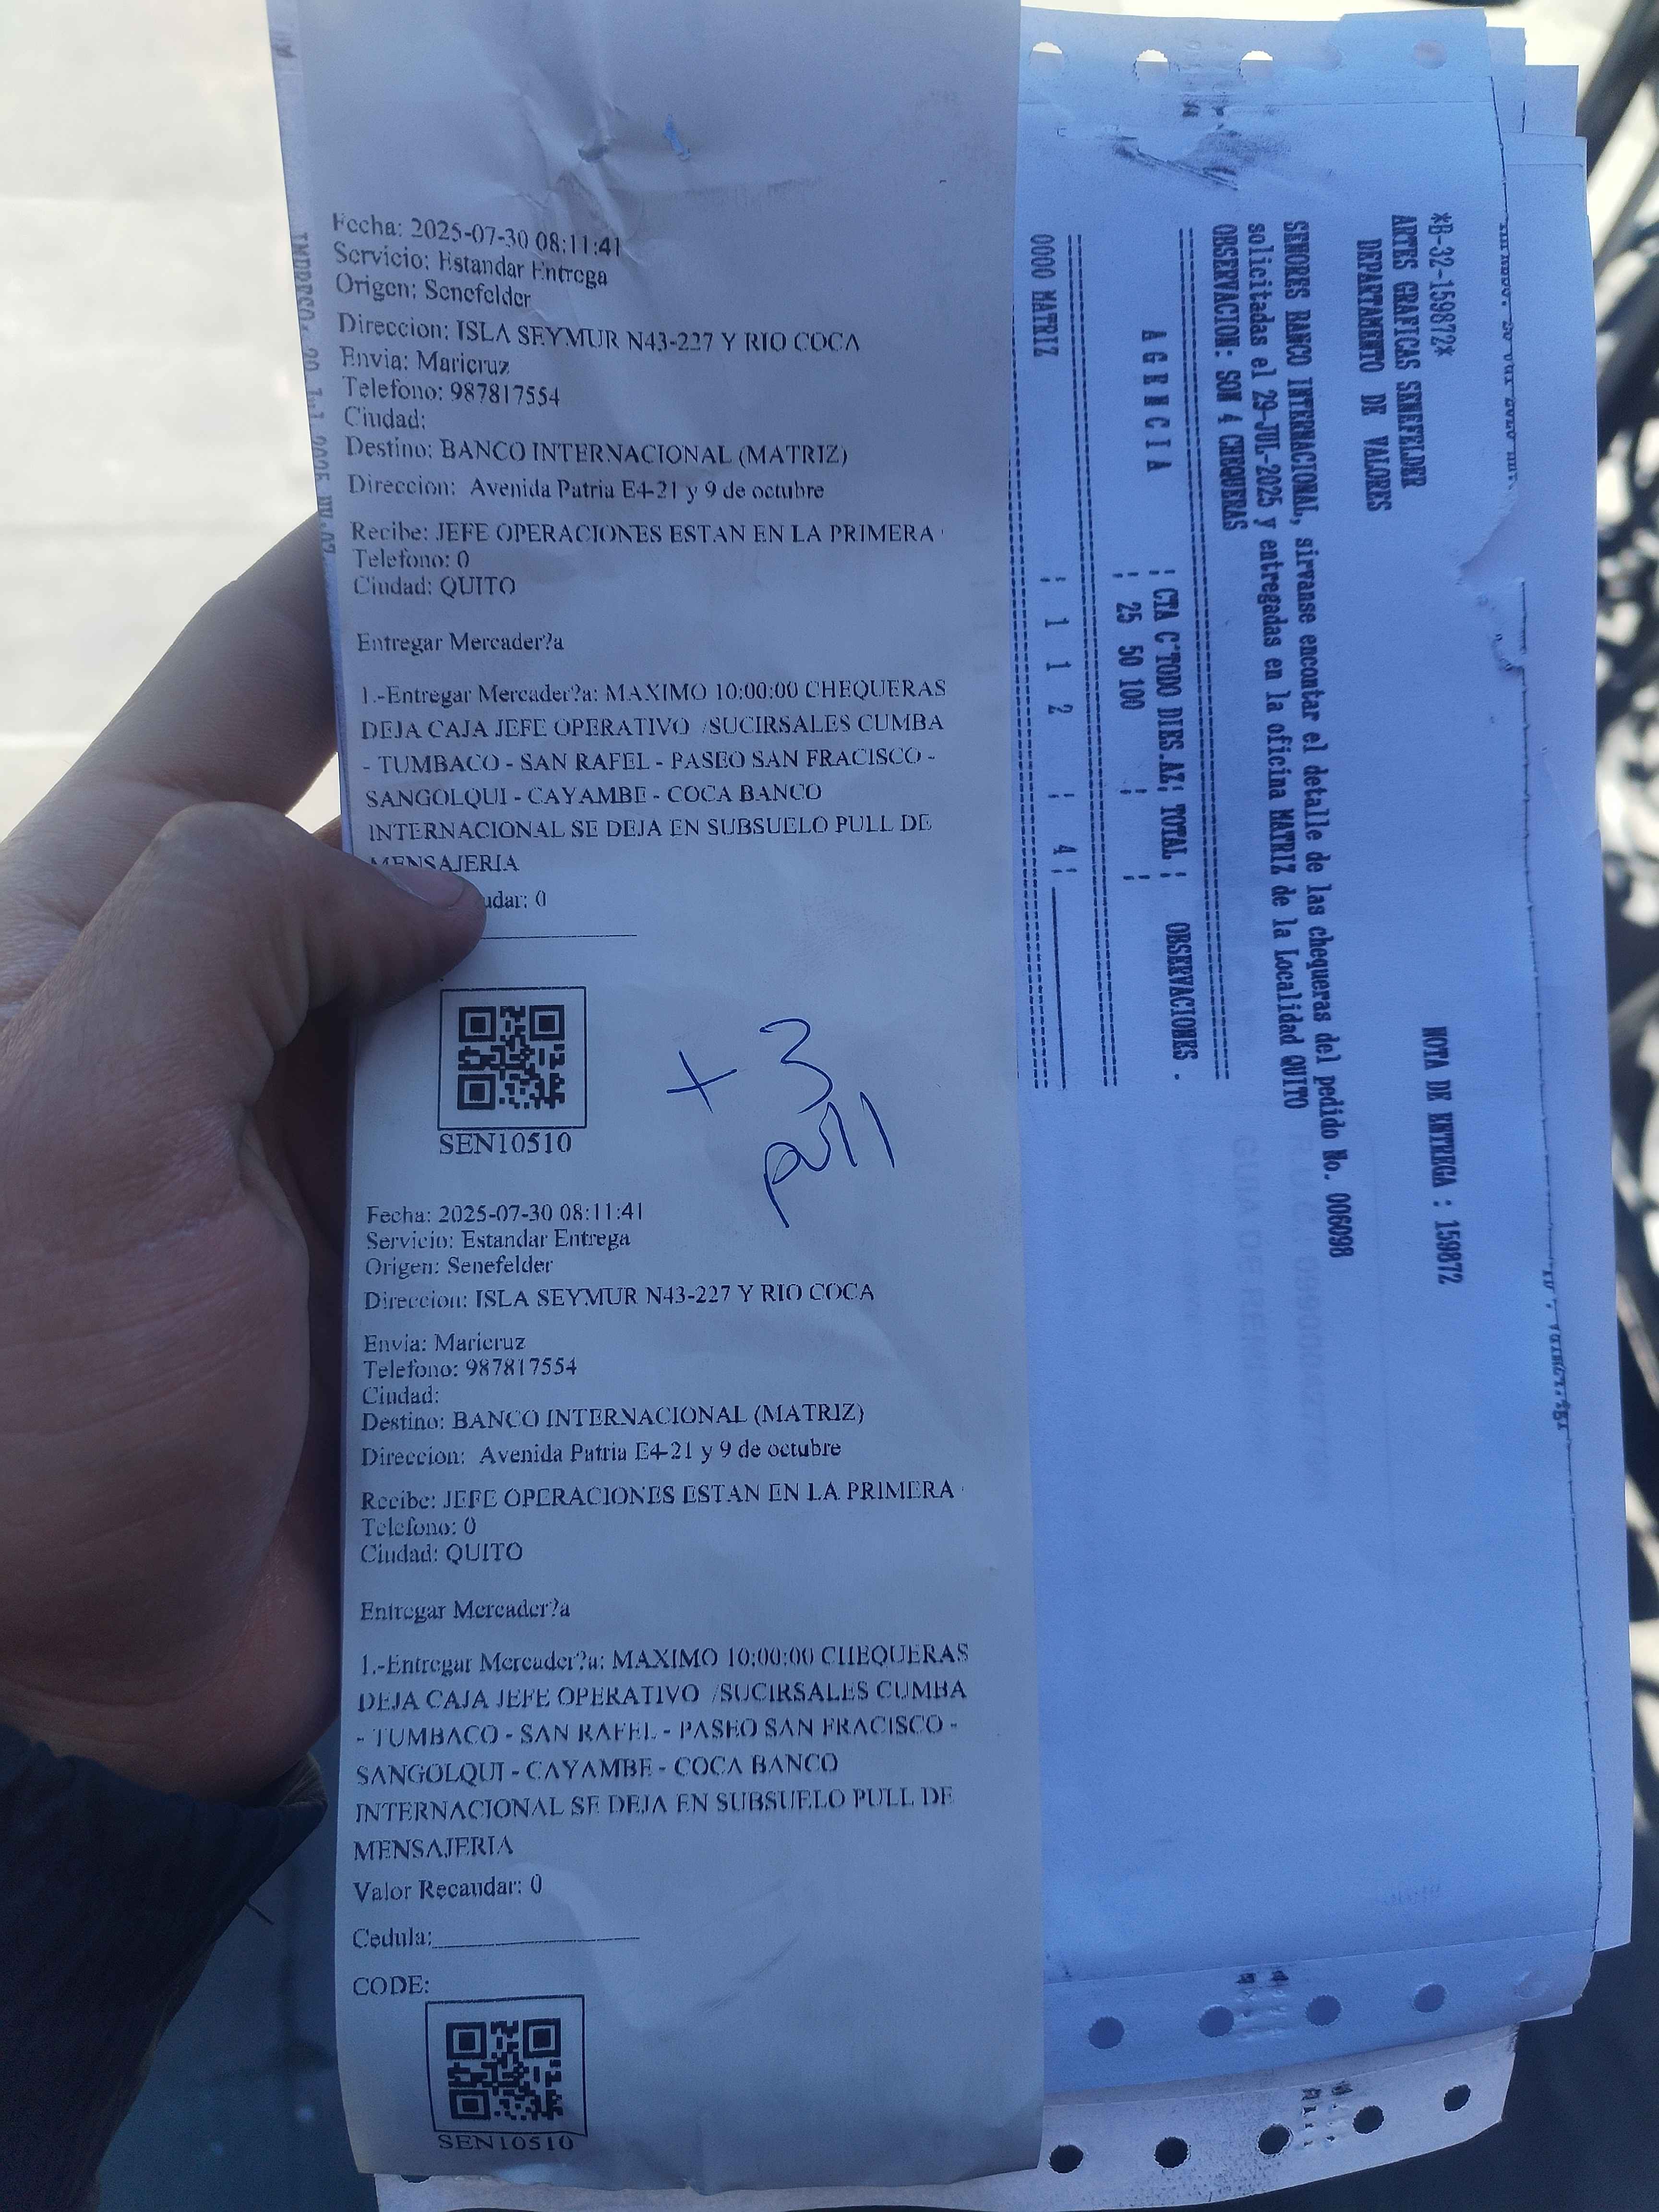 Fecha: 2025-07-30 08:11:41
Servicio: Estandar Entrega
Origen: Senefelder
Direccion: ISLA SEYMUR N43-227 Y RIO COCA
Envia: Maricruz
Telefono: 987817554
Ciudad:
Destino: BANCO INTERNACIONAL (MATRIZ)
Direccion: Avenida Patria E4-21 y 9 de octubre
Recibe: JEFE OPERACIONES ESTAN EN LA PRIMERA
Telefono: 0
Ciudad: QUITO
Entregar Mercader?a
1.-Entregar Mercader?a: MAXIMO 10:00:00 CHEQUERAS
DEJA CAJA JEFE OPERATIVO /SUCIRSALES CUMBA
- TUMBACO - SAN RAFEL - PASEO SAN FRACISCO -
SANGOLQUI - CAYAMBE - COCA BANCO
INTERNACIONAL SE DEJA EN SUBSUELO PULL DE
MENSAJERIA
udar: 0
SEN10510
+ 3
pull
Fecha: 2025-07-30 08:11:41
Servicio: Estandar Entrega
Origen: Senefelder
Direccion: ISLA SEYMUR N43-227 Y RIO COCA
Envia: Maricruz
Telefono: 987817554
Ciudad:
Destino: BANCO INTERNACIONAL (MATRIZ)
Direccion: Avenida Patria E4-21 y 9 de octubre
Recibe: JEFE OPERACIONES ESTAN EN LA PRIMERA
Telefono: 0
Ciudad: QUITO
Entregar Mercader?a
1.-Entregar Mercader?a: MAXIMO 10:00:00 CHEQUERAS
DEJA CAJA JEFE OPERATIVO /SUCIRSALES CUMBA
- TUMBACO - SAN RAFEL - PASEO SAN FRACISCO -
SANGOLQUI - CAYAMBE - COCA BANCO
INTERNACIONAL SE DEJA EN SUBSUELO PULL DE
MENSAJERIA
Valor Recaudar: 0
Cedula:
CODE:
SEN10510
*B-32-159872*
ARTES GRAFICAS SENEFELDER NOTA DE ENTREGA : 159872
DEPARTAMENTO DE VALORES
SEÑORES BANCO INTERNACIONAL, sirvanse encontar el detalle de las chequeras del pedido No. 006098
solicitadas el 29-JUL-2025 y entregadas en la oficina MATRIZ de la Localidad QUITO
OBSERVACION: SON 4 CHEQUERAS
A G E N C I A : CTA C'TODO DIES.AZ: TOTAL : OBSERVACIONES .
: 25 50 100 : :
0000 MATRIZ : 1 1 2 : 4 :